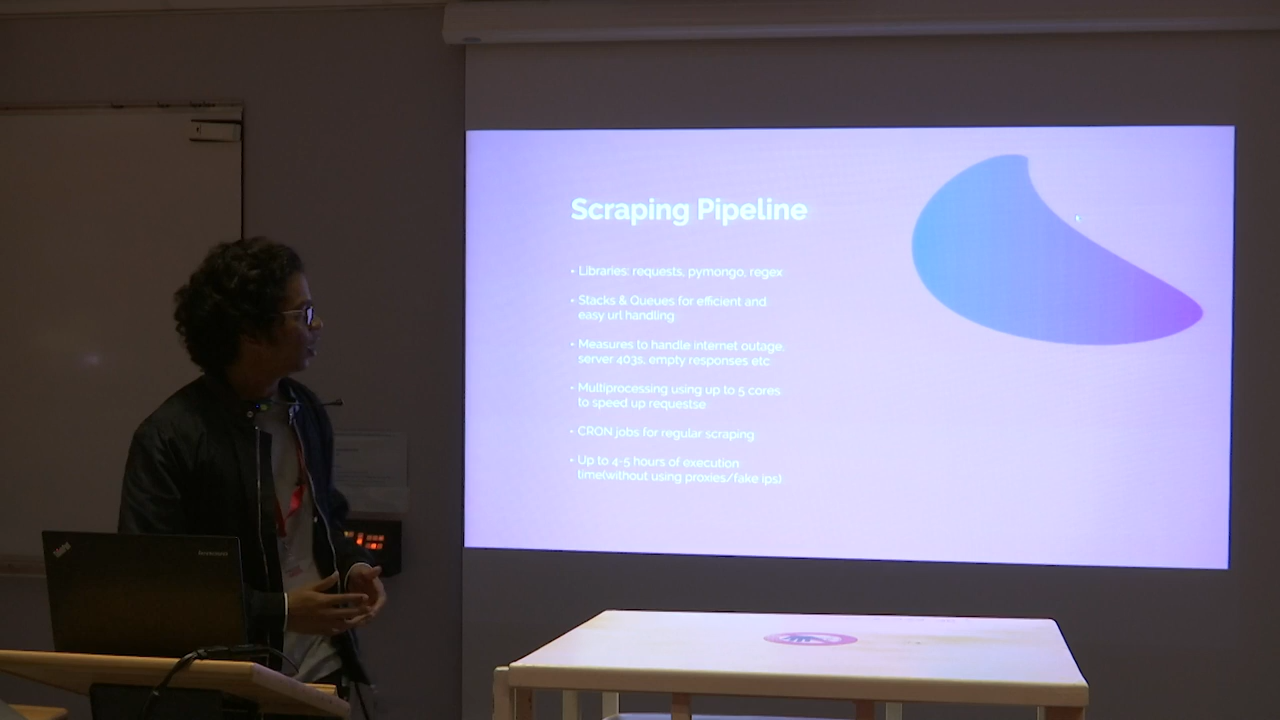 Scraping Pipeline
• Libraries: requests, pymongo, regex
• Stacks & Queues for efficient and
easy url handling
• Measures to handle internet outage,
server 403s, empty responses etc
• Multiprocessing using up to 5 cores
to speed up requestse
• CRON jobs for regular scraping
• Up to 4-5 hours of execution
time(without using proxies/fake ips)
ThinkPad